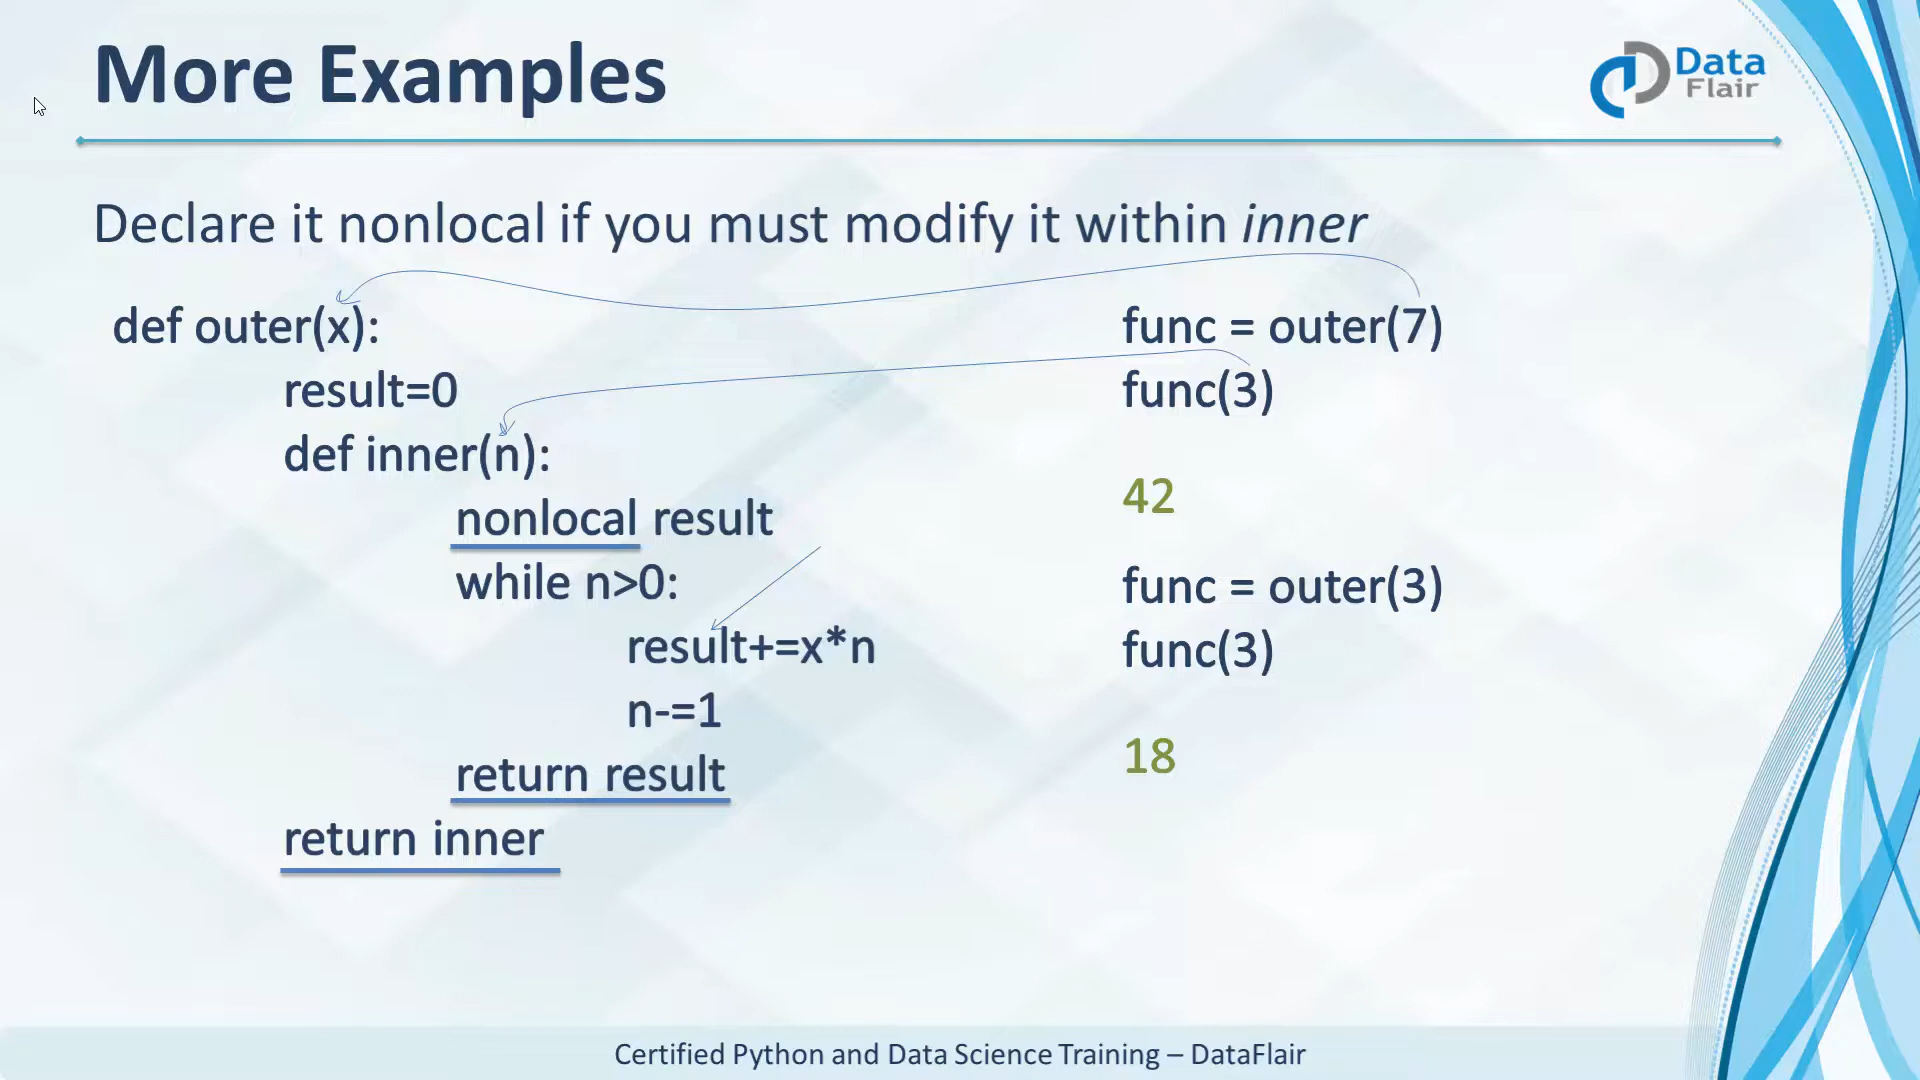 More Examples
Data
Flair
Declare it nonlocal if you must modify it within inner
def outer(x):
result=0
def inner(n):
nonlocal result
while n>0:
result+=x*n
n-=1
return result
return inner
func = outer(7)
func(3)
42
func = outer(3)
func(3)
18
Certified Python and Data Science Training – DataFlair